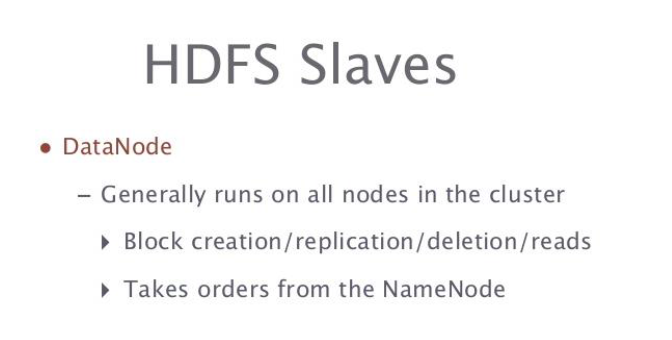 HDFS Slaves
• DataNode
– Generally runs on all nodes in the cluster
‣ Block creation/replication/deletion/reads
‣ Takes orders from the NameNode